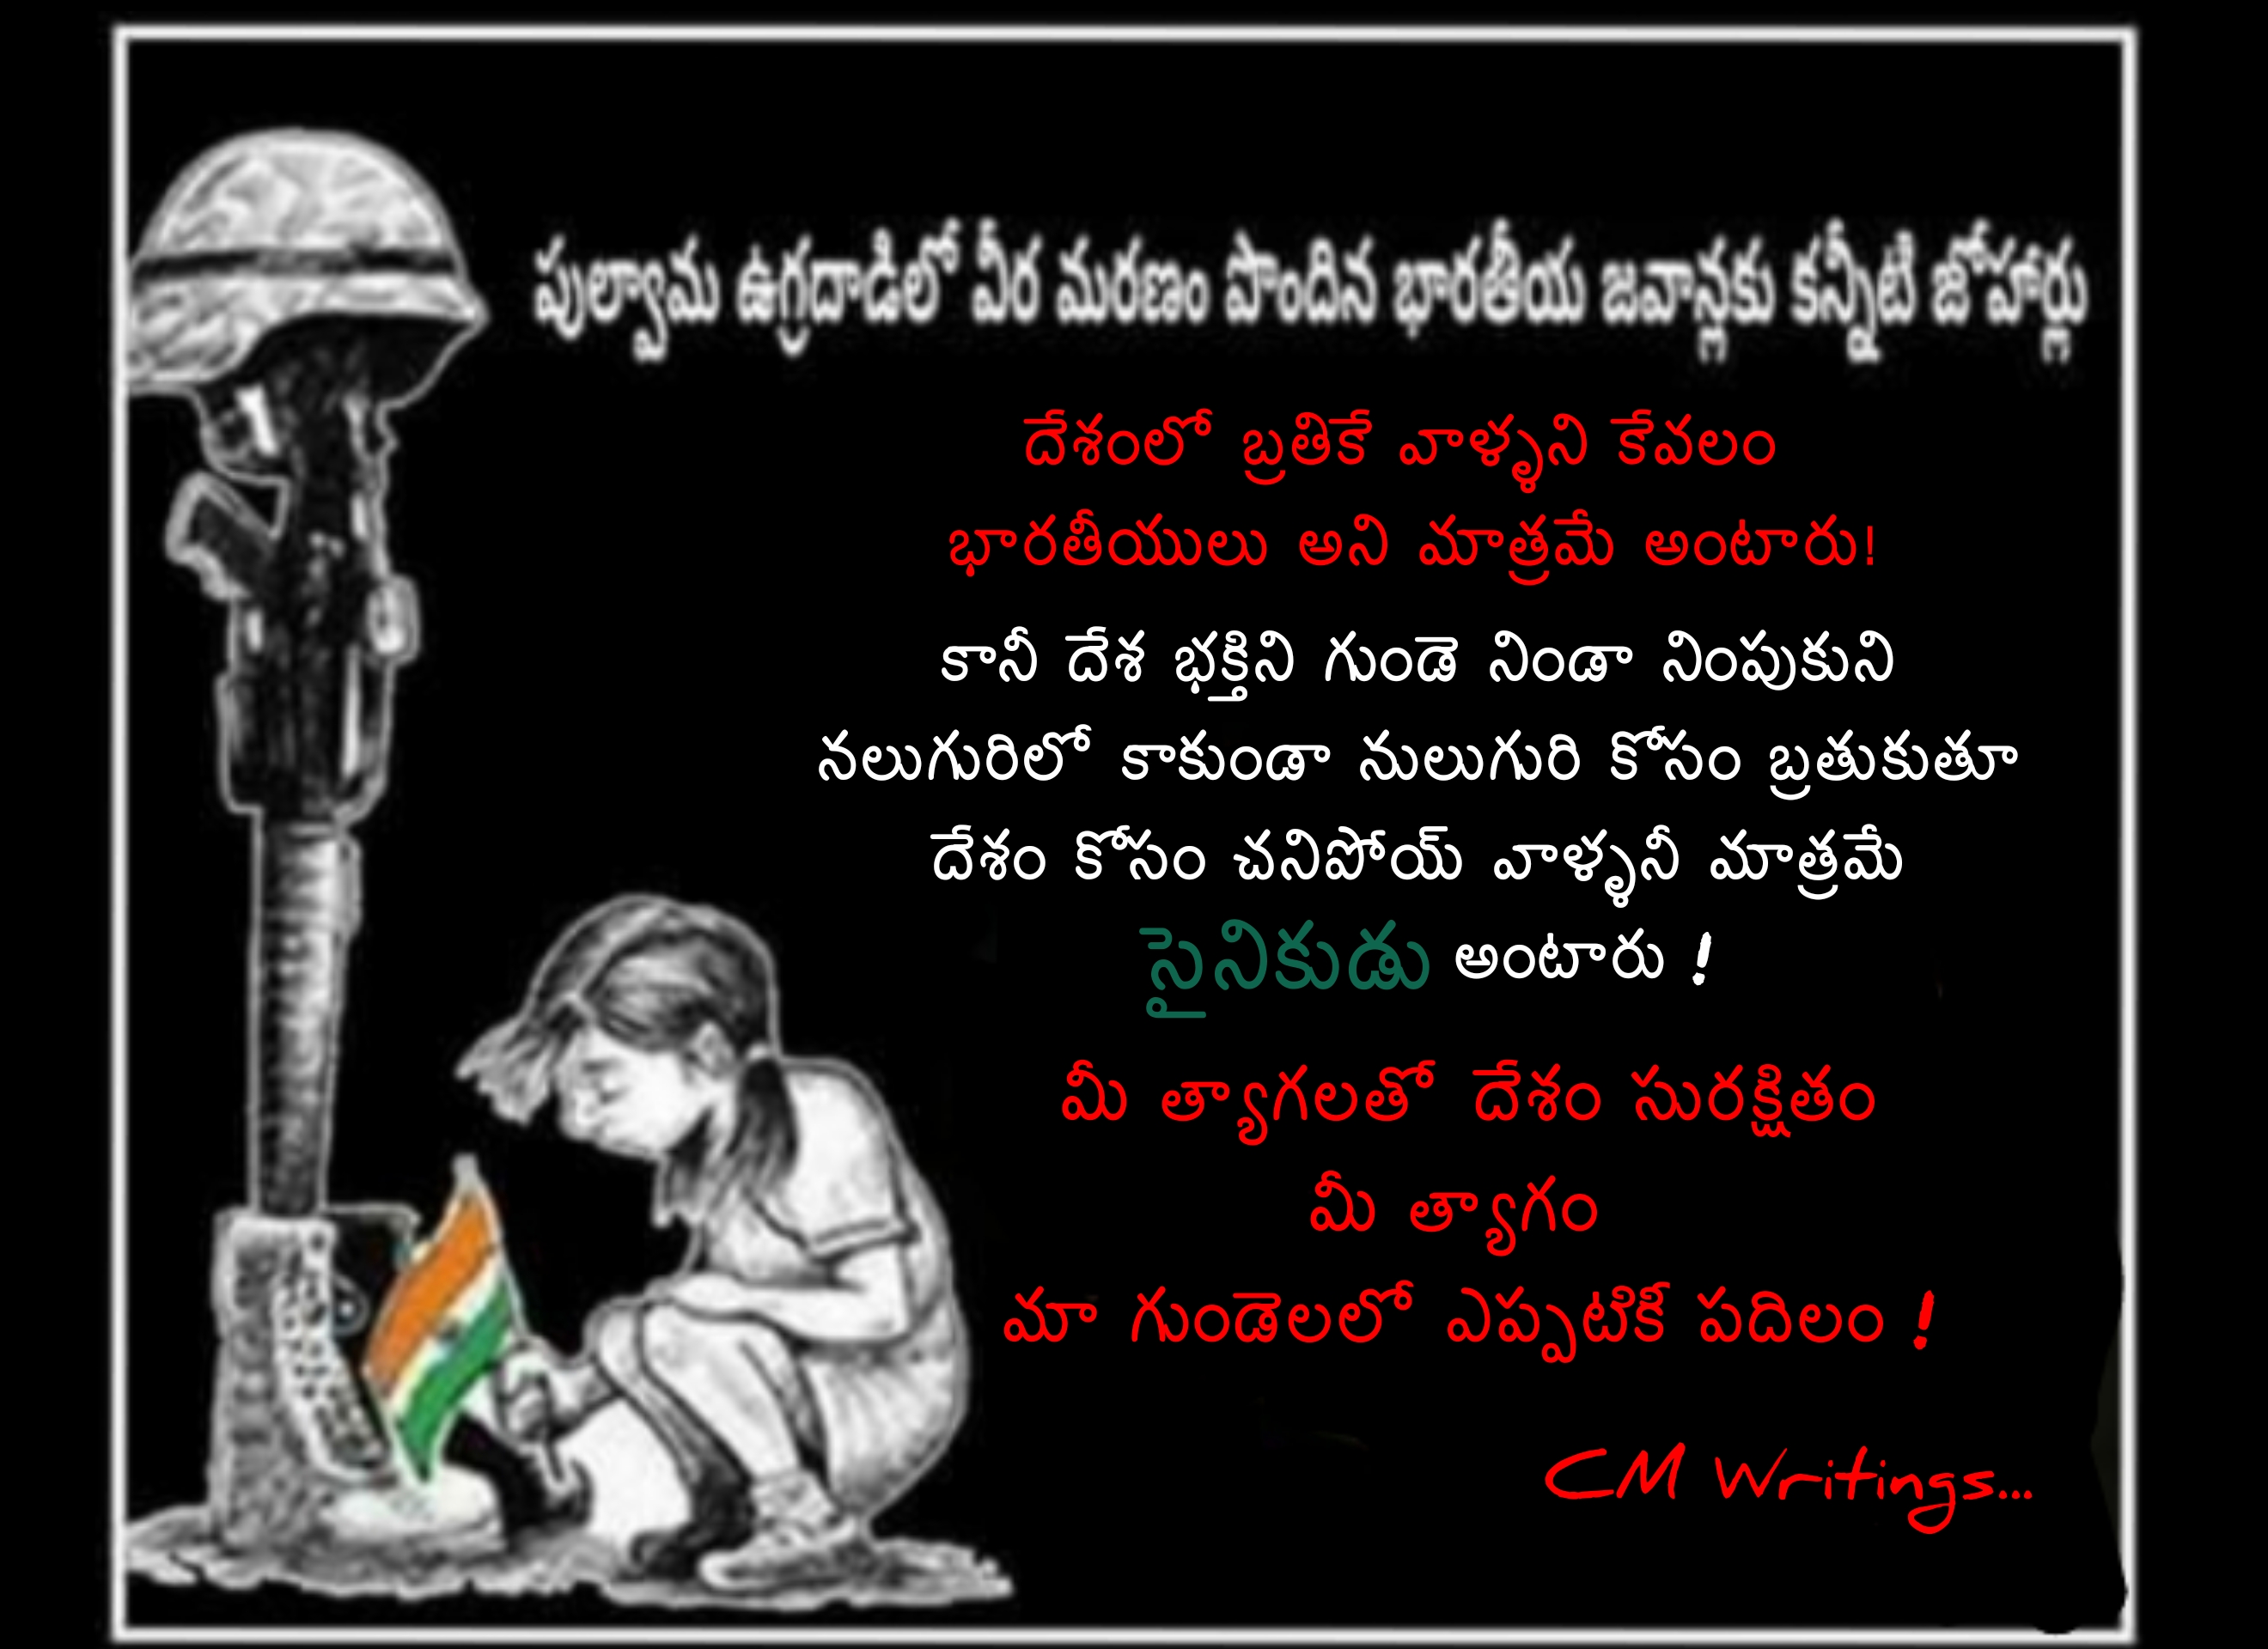 పుల్వామ ఉగ్రదాడిలో వీర మరణం పొందిన భారతీయ జవాన్లకు కన్నీటి జోహార్లు
దేశంలో బ్రతికే వాళ్ళని కేవలం
భారతీయులు అని మాత్రమే అంటారు!
కానీ దేశ భక్తిని గుండె నిండా నింపుకుని
నలుగురిలో కాకుండా నులుగురి కోసం బ్రతుకుతూ
దేశం కోసం చనిపోయ్ వాళ్ళనీ మాత్రమే
సైనికుడు అంటారు !
మీ త్యాగలతో దేశం సురక్షితం
మీ త్యాగం
మా గుండెలలో ఎప్పటికీ పదిలం !
CM Writings...